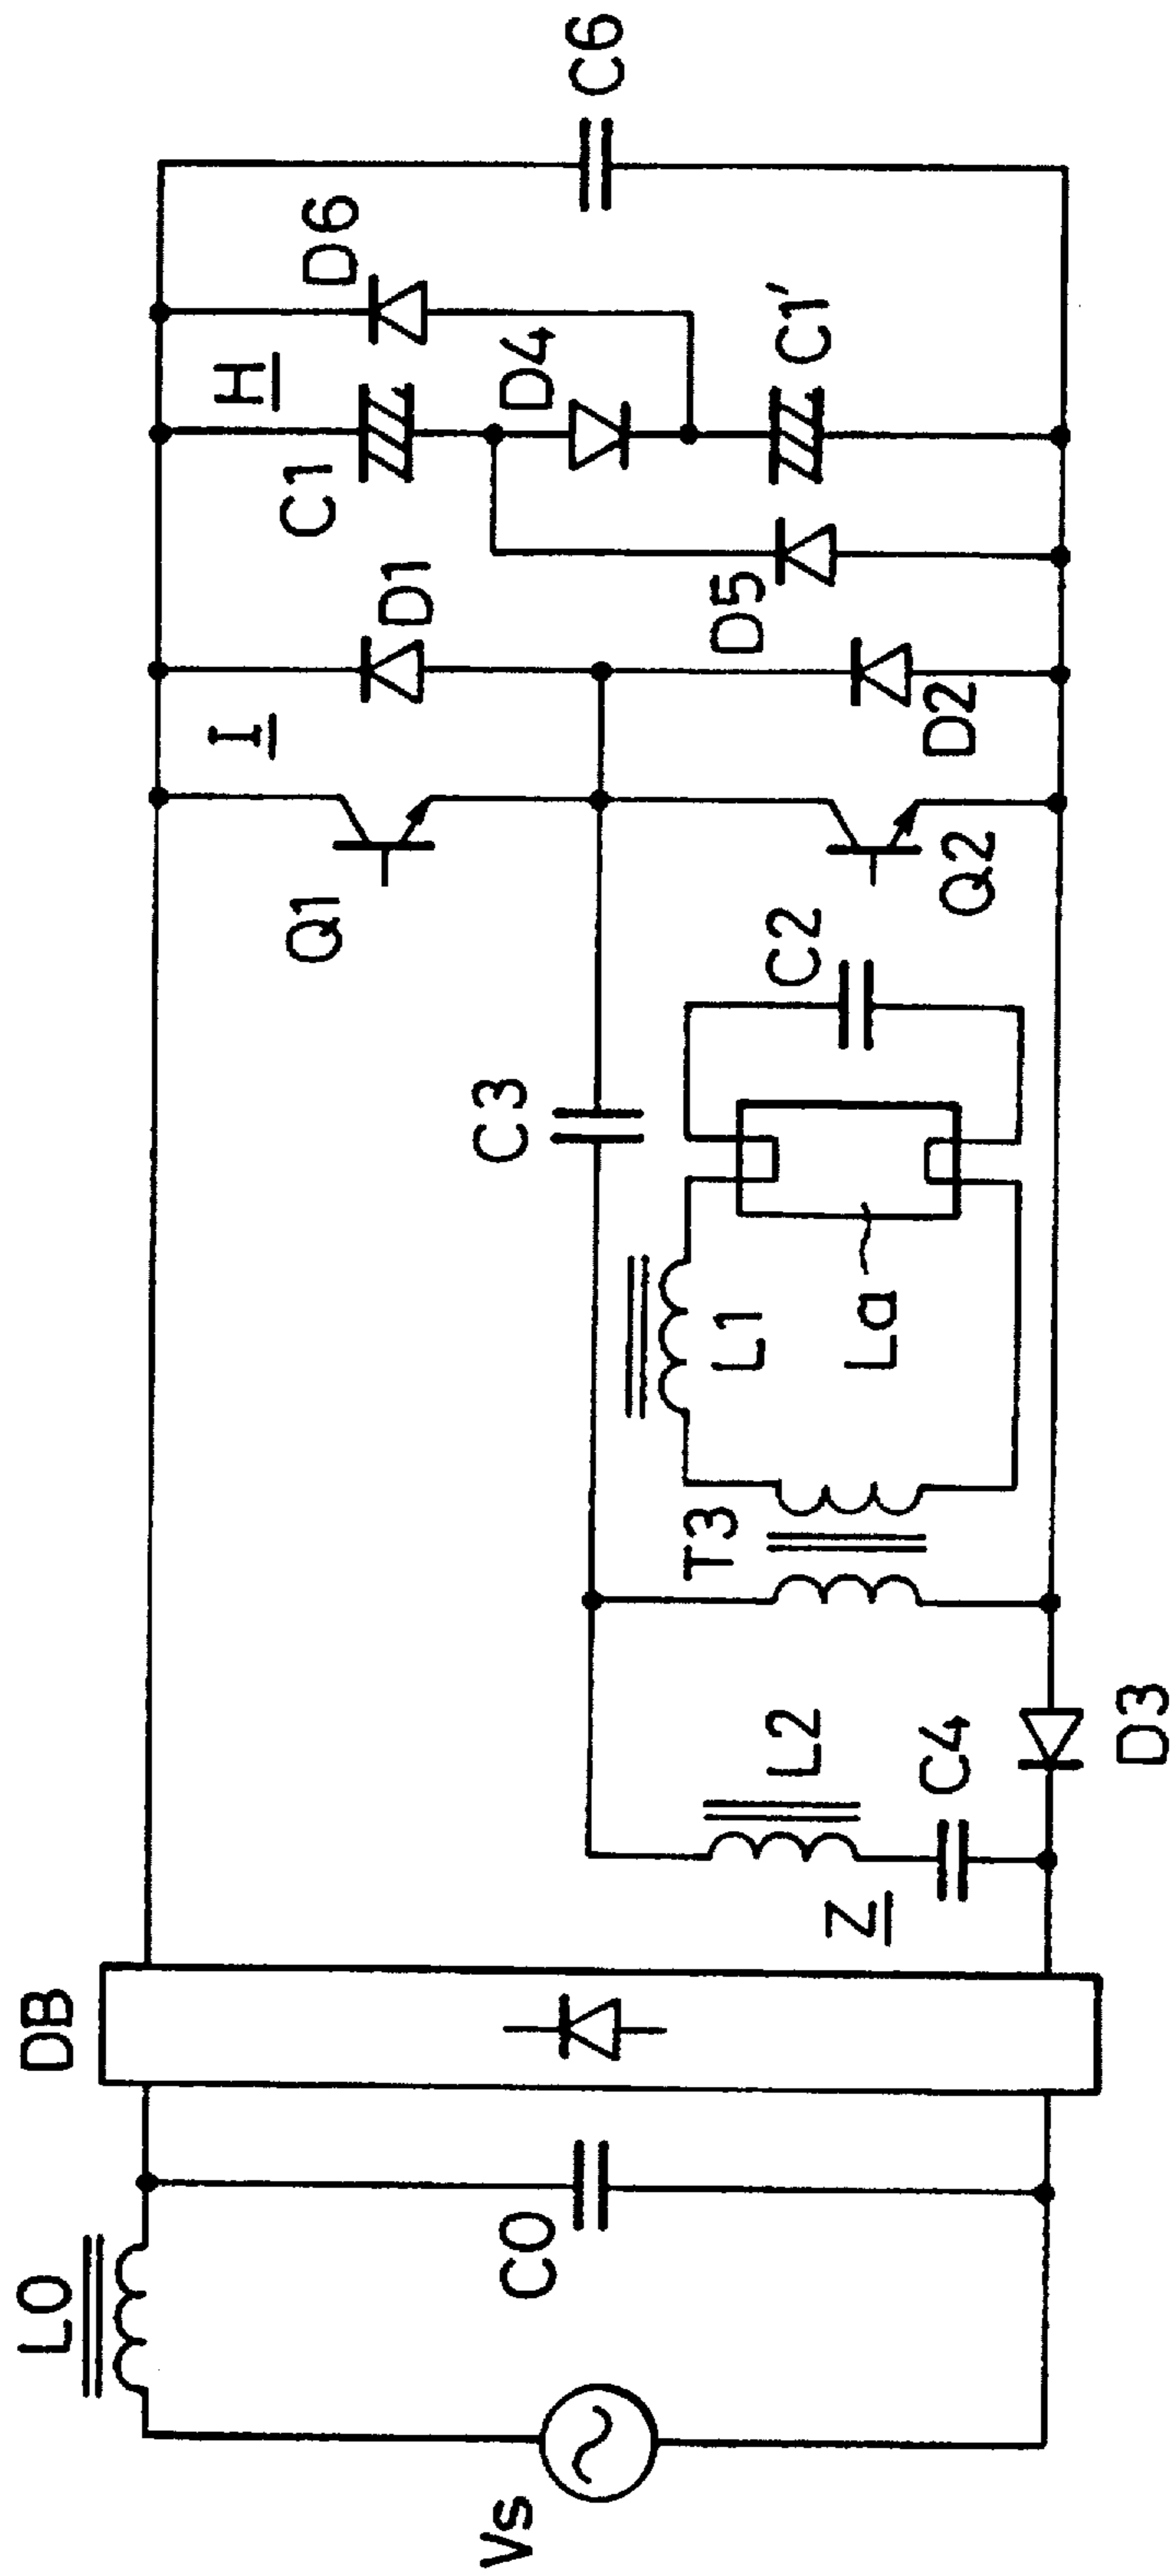 Vs
L0
C0
DB
Z
L2
C4
D3
T3
L1
La
C3
C2
Q1
Q2
I
D1
D2
D5
H
C1
D4
C1′
D6
C6